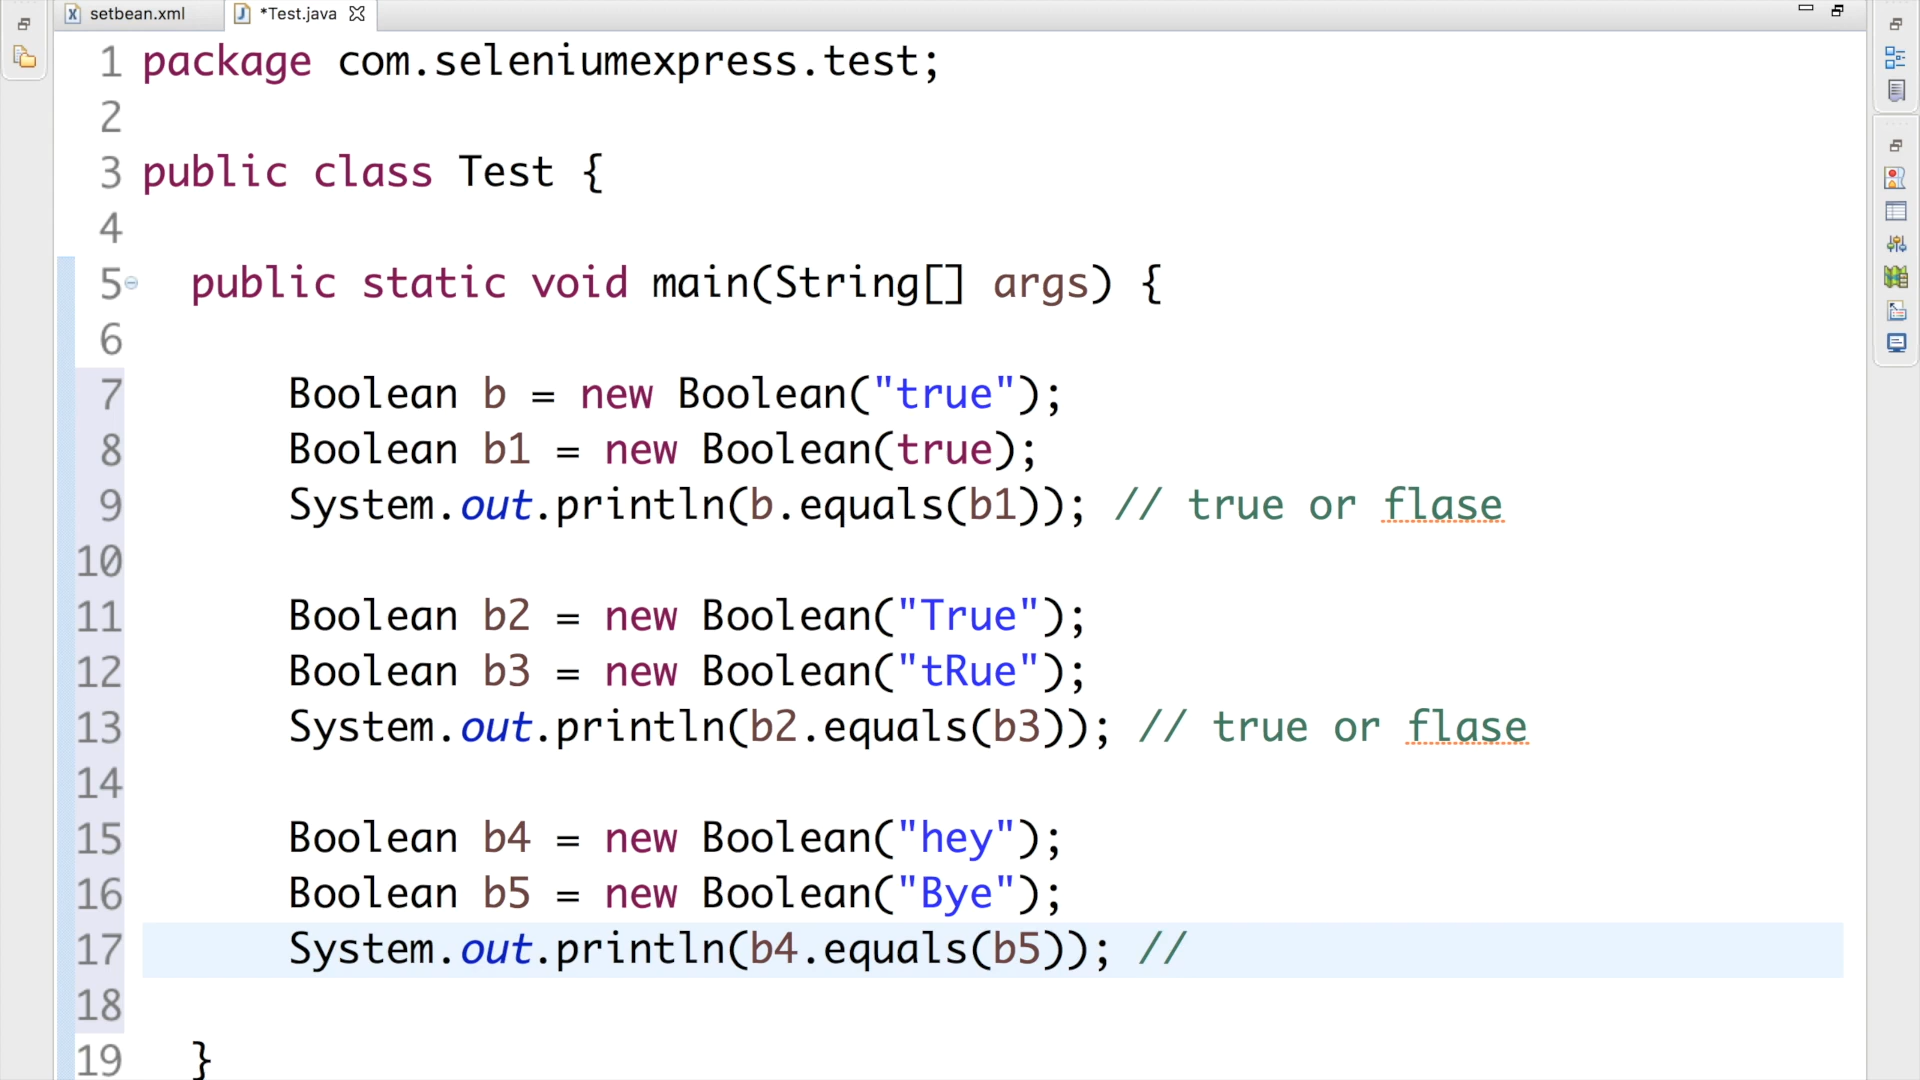 setbean.xml
*Test.java
1 package com.seleniumexpress.test;
2
3 public class Test {
4
5 public static void main(String[] args) {
6
7 Boolean b = new Boolean("true");
8 Boolean b1 = new Boolean(true);
9 System.out.println(b.equals(b1)); // true or flase
10
11 Boolean b2 = new Boolean("True");
12 Boolean b3 = new Boolean("tRue");
13 System.out.println(b2.equals(b3)); // true or flase
14
15 Boolean b4 = new Boolean("hey");
16 Boolean b5 = new Boolean("Bye");
17 System.out.println(b4.equals(b5)); //
18
19 }